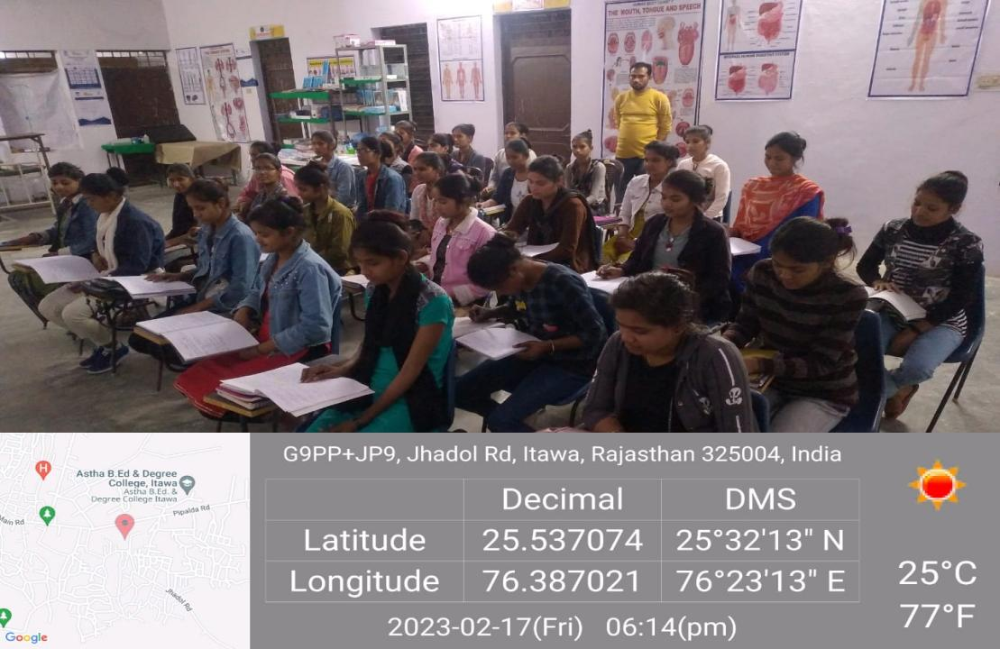 THE MOUTH, TONGUE AND SPEECH
G9PP+JP9, Jhadol Rd, Itawa, Rajasthan 325004, India
Decimal DMS
Latitude 25.537074 25°32'13" N
Longitude 76.387021 76°23'13" E
2023-02-17(Fri) 06:14(pm)
25°C
77°F
H
Astha B.Ed & Degree
College, Itawa
Astha B.Ed. &
Degree College Itawa
Main Rd
Pipalda Rd
Jhadol Rd
Google